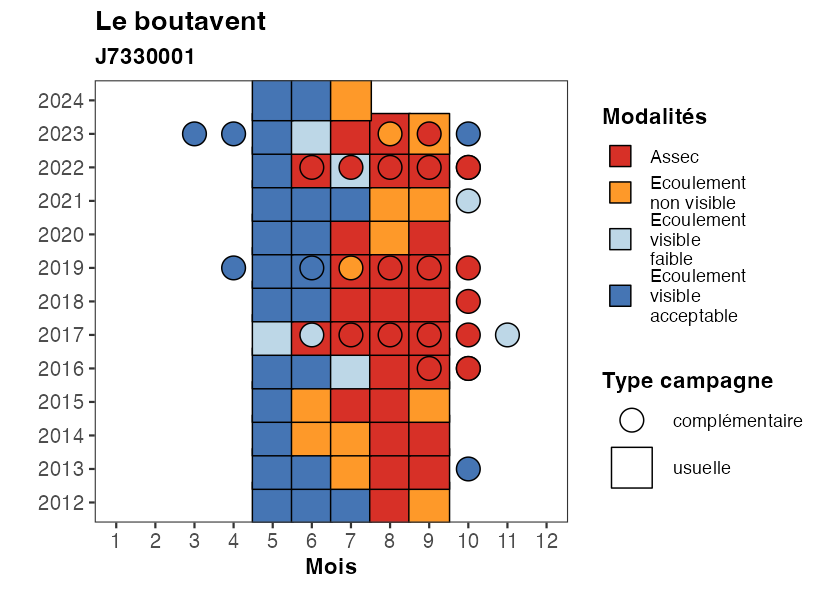 Le boutavent
J7330001
2024
2023
2022
2021
2020
2019
2018
2017
2016
2015
2014
2013
2012
1 2 3 4 5 6 7 8 9 10 11 12
Mois
Modalités
Assec
Ecoulement
non visible
Ecoulement
visible
faible
Ecoulement
visible
acceptable
Type campagne
complémentaire
usuelle